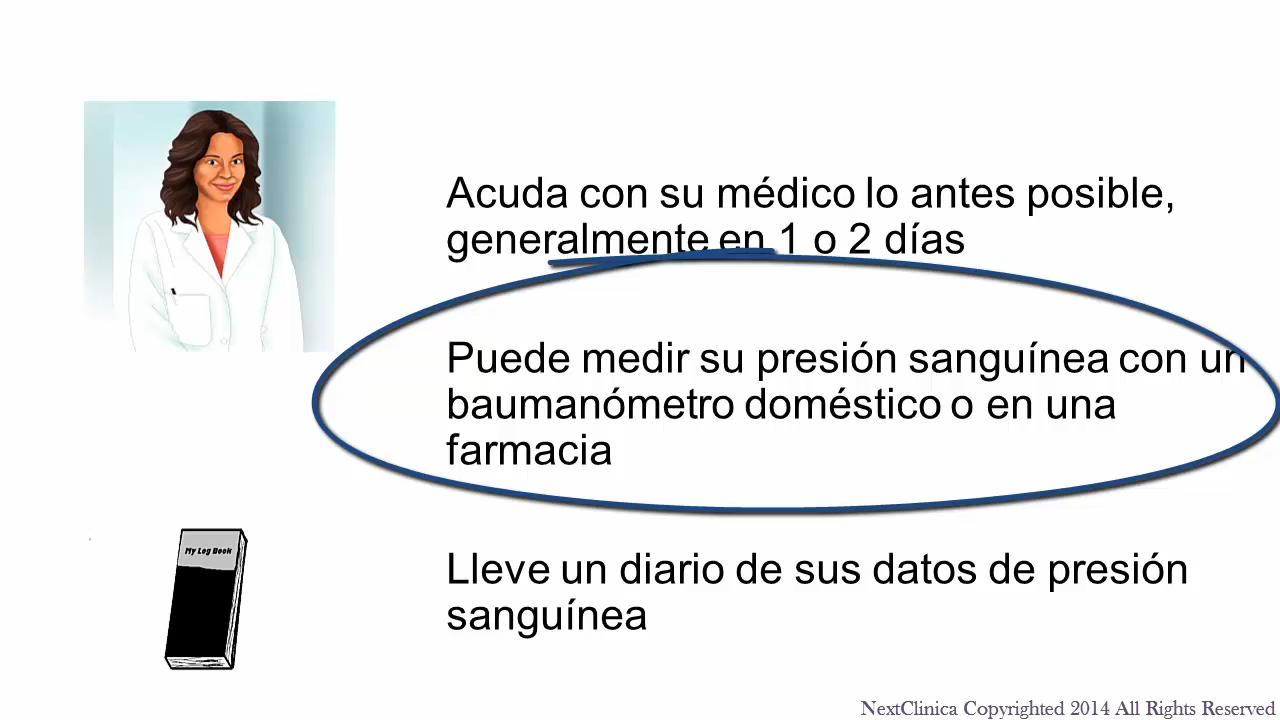 Acuda con su médico lo antes posible,
generalmente en 1 o 2 días
Puede medir su presión sanguínea con un
baumanómetro doméstico o en una
farmacia
My Log Book
Lleve un diario de sus datos de presión
sanguínea
NextClinica Copyrighted 2014 All Rights Reserved